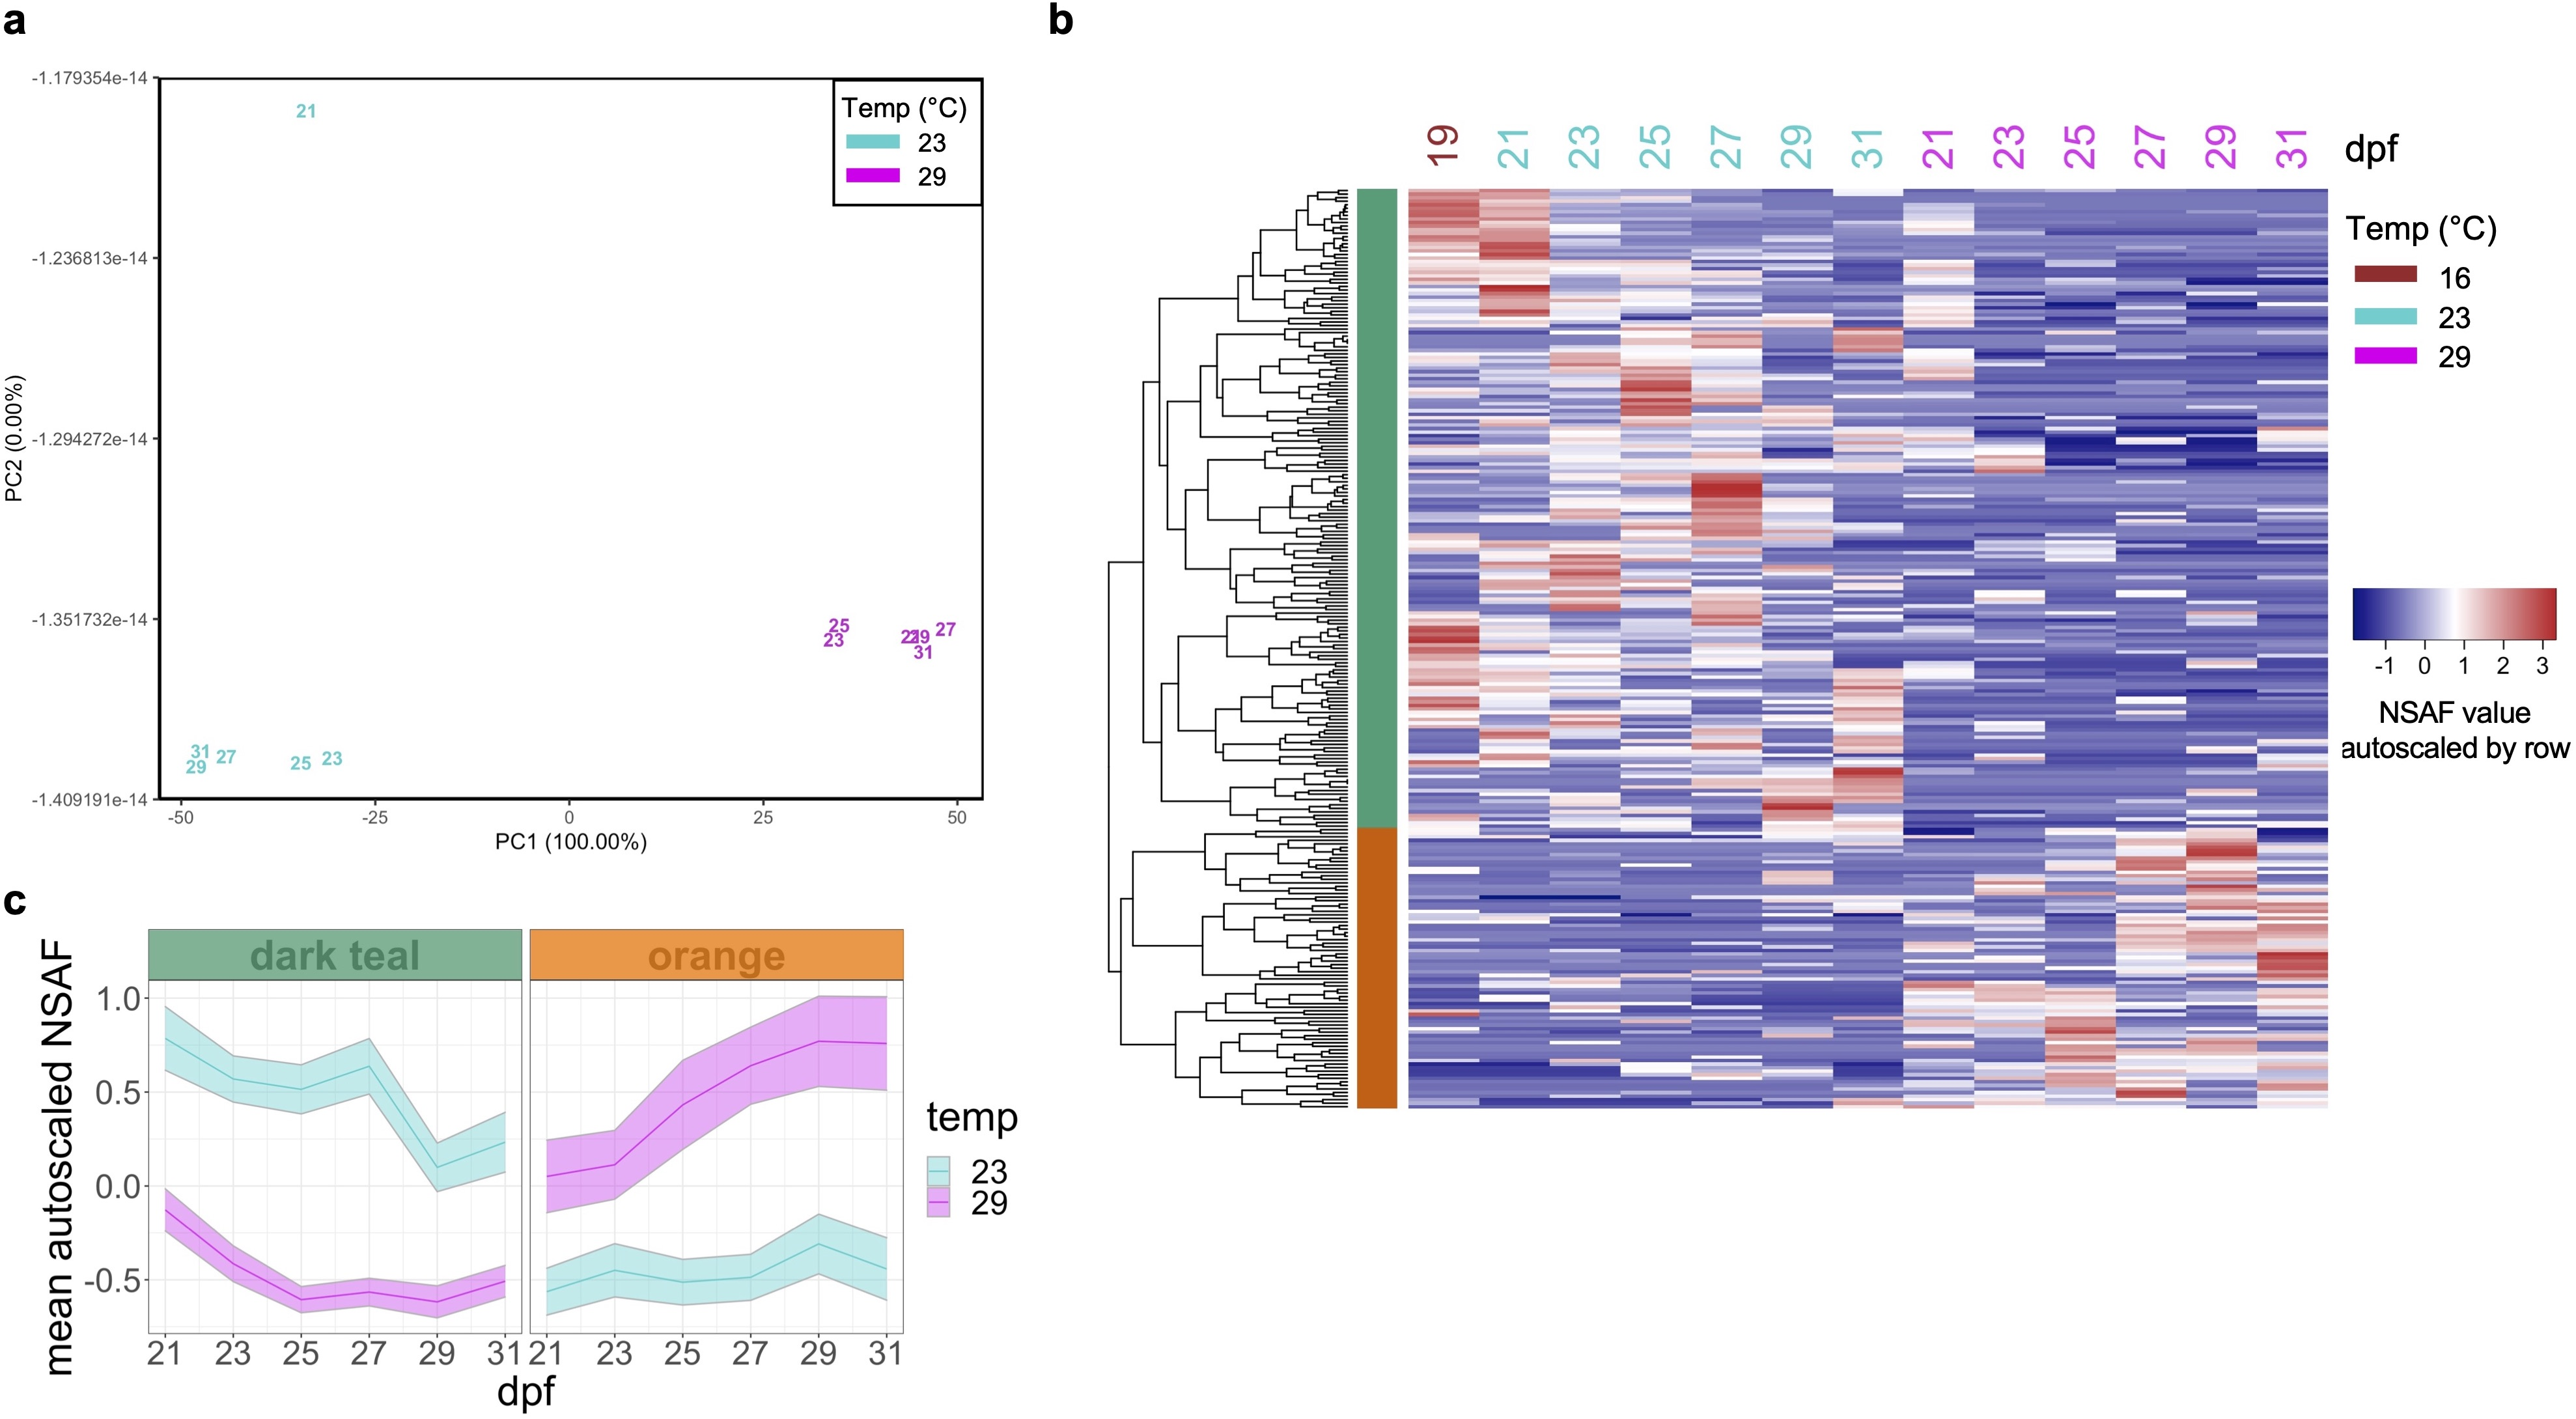 a
-1.179354e-14
-1.236813e-14
-1.294272e-14
-1.351732e-14
-1.409191e-14
PC2 (0.00%)
21
Temp (°C)
23
29
25
23
29
27
31
31
27
29
25
23
-50
-25
0
25
50
PC1 (100.00%)
b
19 21 23 25 27 29 31 21 23 25 27 29 31
dpf
Temp (°C)
16
23
29
-1 0 1 2 3
NSAF value
autoscaled by row
c
dark teal
orange
mean autoscaled NSAF
1.0
0.5
0.0
-0.5
21 23 25 27 29 31
21 23 25 27 29 31
dpf
temp
23
29